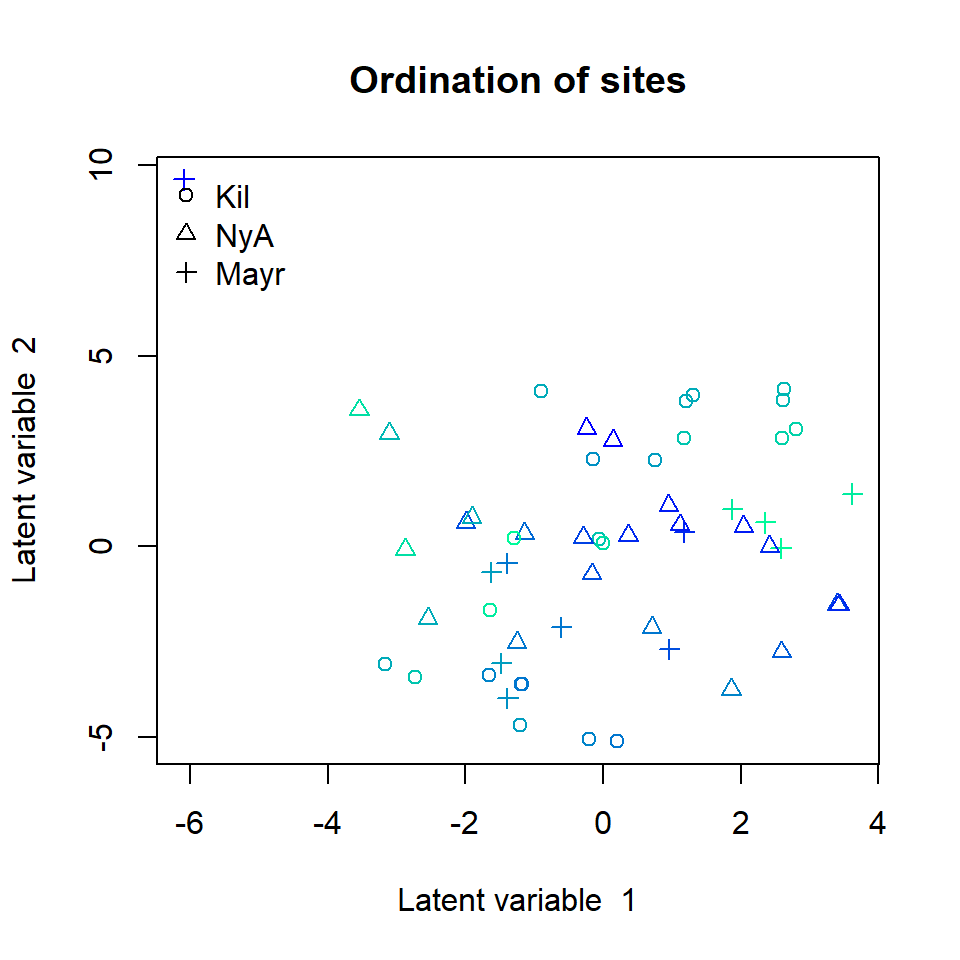 Ordination of sites
Latent variable 2
10
5
0
-5
Kil
NyA
Mayr
-6 -4 -2 0 2 4
Latent variable 1